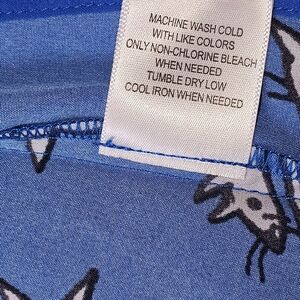 MACHINE WASH COLD
WITH LIKE COLORS
ONLY NON-CHLORINE BLEACH
WHEN NEEDED
TUMBLE DRY LOW
COOL IRON WHEN NEEDED